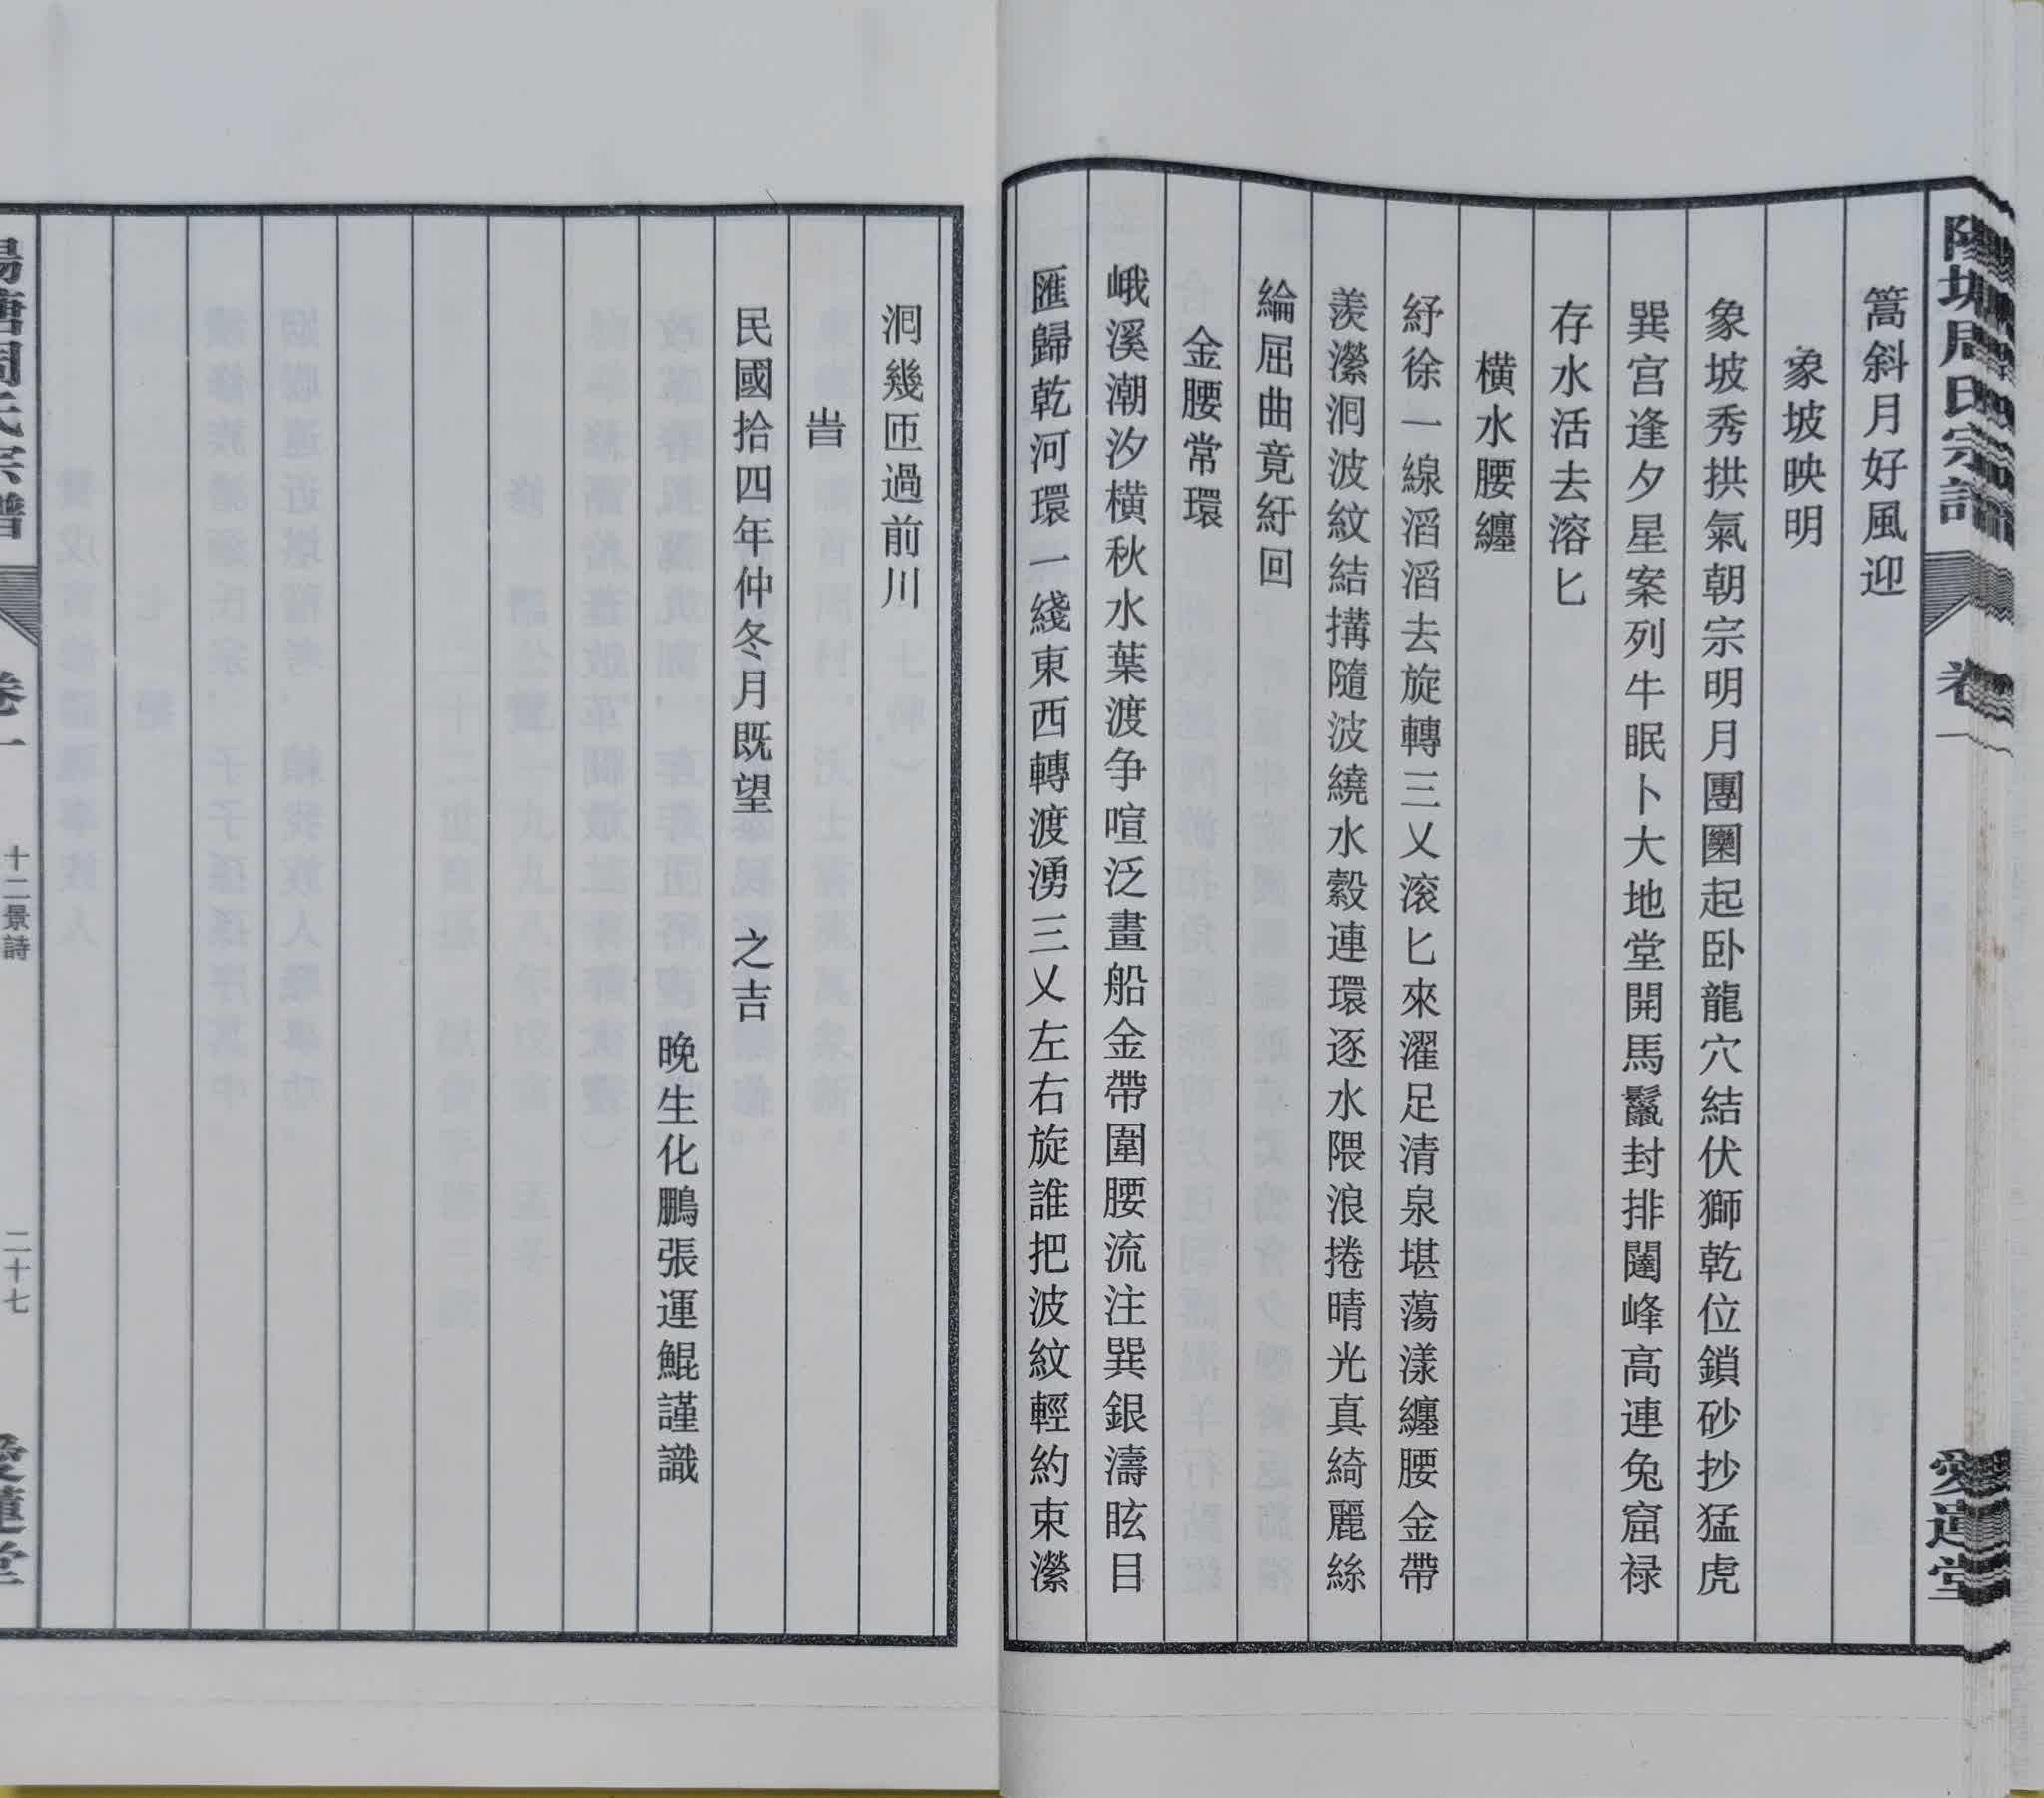 陽塘周氏宗譜
卷一
愛蓮堂
篙斜月好風迎
象坡映明
象坡秀拱氣朝宗明月團圞起卧龍穴結伏獅乾位鎖砂抄猛虎
巽宫逢夕星案列牛眠卜大地堂開馬鬣封排闥峰高連兔窟禄
存水活去溶匕
橫水腰纏
紓徐一線滔滔去旋轉三乂滚匕來濯足清泉堪蕩漾纏腰金帶
羨瀠泂波紋結搆隨波繞水縠連環逐水隈浪捲晴光真綺麗絲
綸屈曲竟紆回
金腰常環
峨溪潮汐橫秋水葉渡争喧泛畫船金帶圍腰流注巽銀濤眩目
匯歸乾河環一綫東西轉渡湧三乂左右旋誰把波紋輕約束瀠
泂幾匝過前川
旹
民國拾四年仲冬月既望 之吉
晚生化鵬張運鯤謹識
陽塘周氏宗譜
卷一
十二景詩
二十七
愛蓮堂